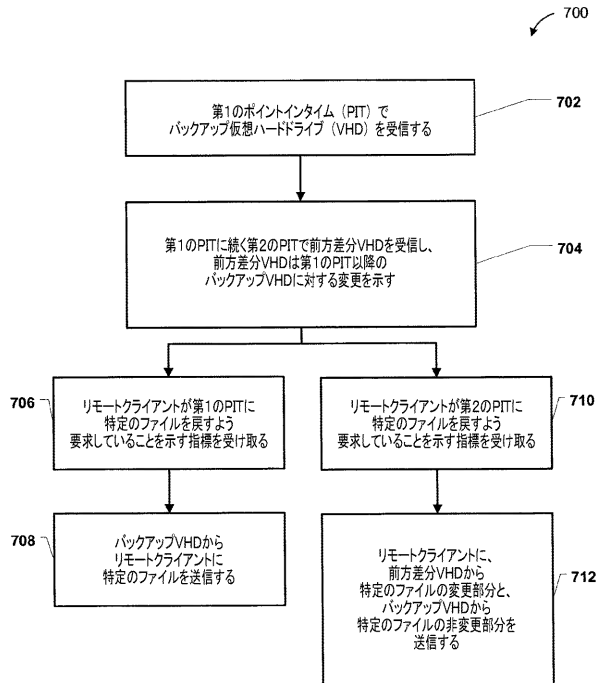 700
第1のポイントインタイム（PIT）で
バックアップ仮想ハードドライブ（VHD）を受信する
702
第1のPITに続く第2のPITで前方差分VHDを受信し、
前方差分VHDは第1のPIT以降の
バックアップVHDに対する変更を示す
704
706
リモートクライアントが第1のPITに
特定のファイルを戻すよう
要求していることを示す指標を受け取る
リモートクライアントが第2のPITに
特定のファイルを戻すよう
要求していることを示す指標を受け取る
710
708
バックアップVHDから
リモートクライアントに
特定のファイルを送信する
リモートクライアントに、
前方差分VHDから
特定のファイルの変更部分と、
バックアップVHDから
特定のファイルの非変更部分を
送信する
712